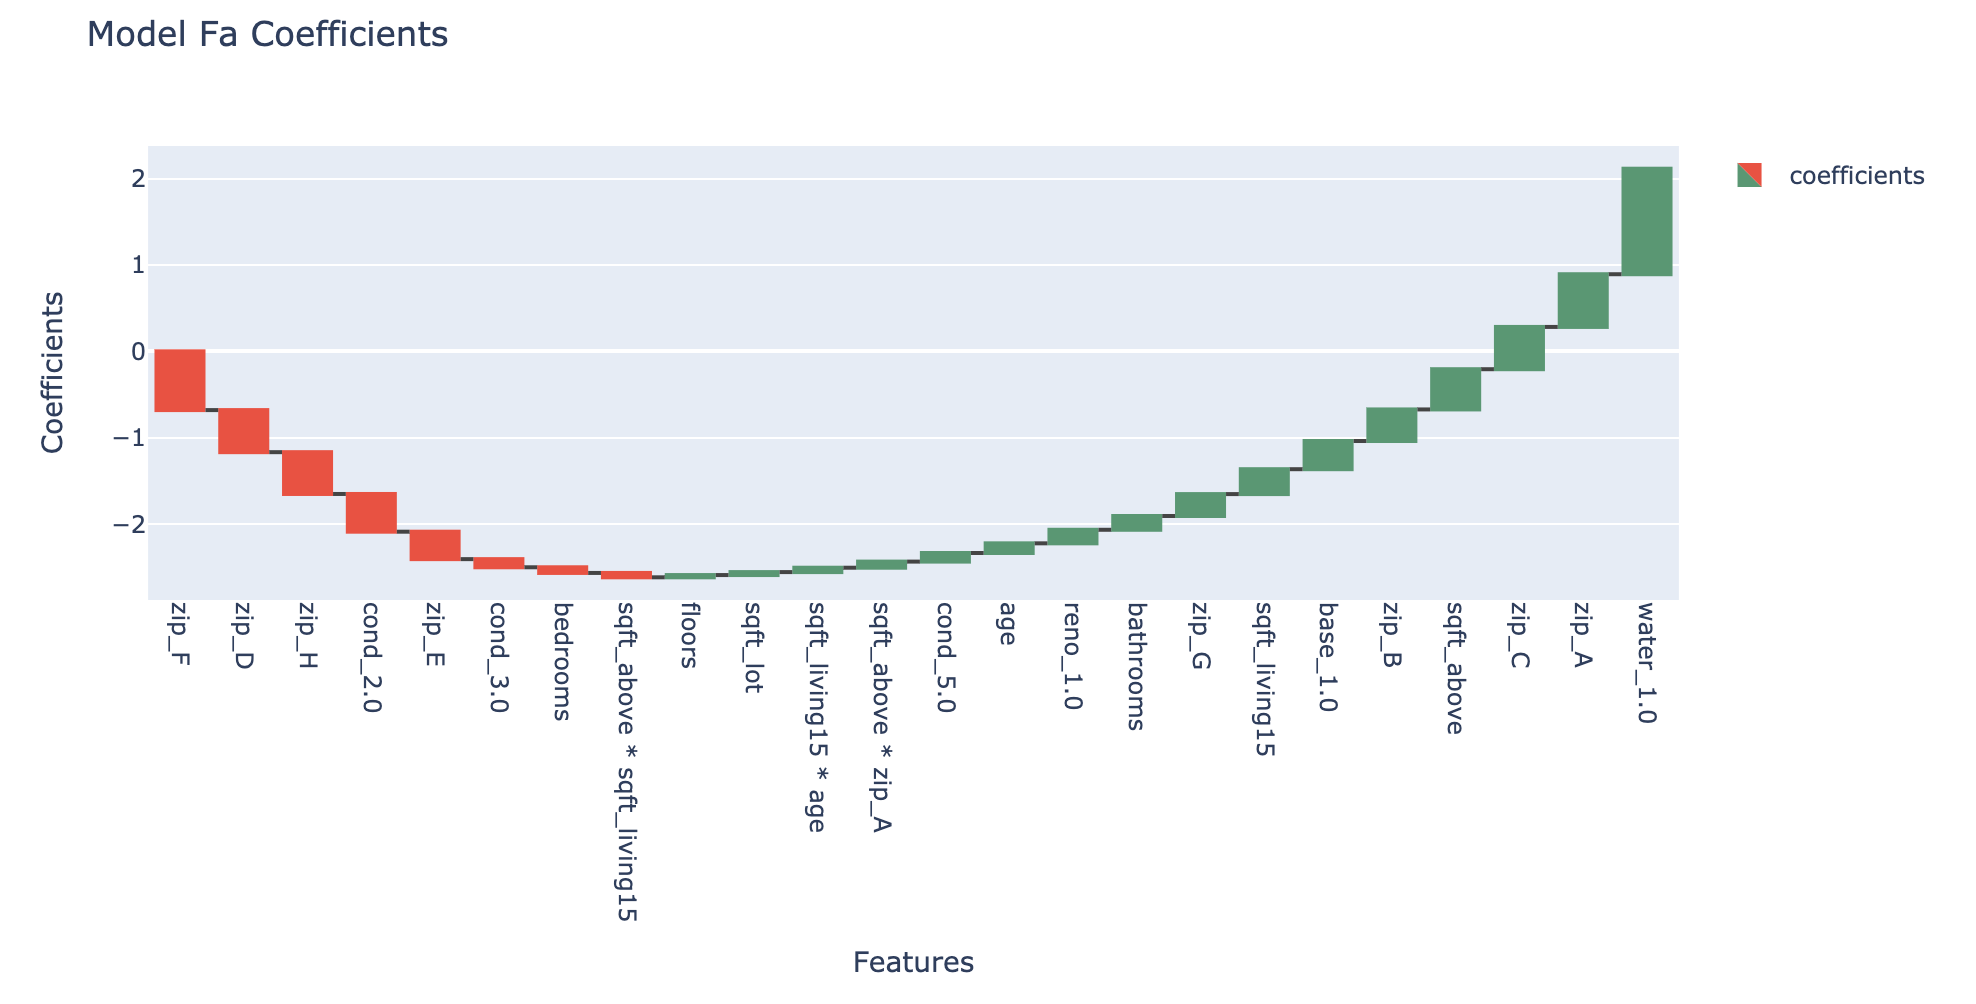 Model Fa Coefficients
coefficients
Coefficients
2
1
0
−1
−2
zip_F
zip_D
zip_H
cond_2.0
zip_E
cond_3.0
bedrooms
sqft_above * sqft_living15
floors
sqft_lot
sqft_living15 * age
sqft_above * zip_A
cond_5.0
age
reno_1.0
bathrooms
zip_G
sqft_living15
base_1.0
zip_B
sqft_above
zip_C
zip_A
water_1.0
Features